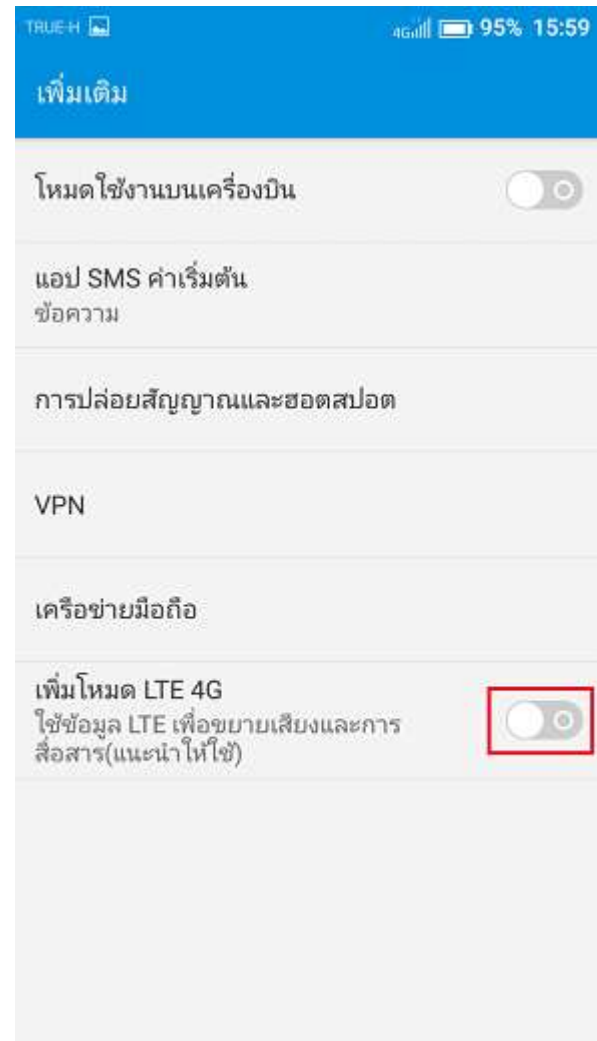 TRUE-H 4G 95% 15:59
เพิ่มเติม
โหมดใช้งานบนเครื่องบิน
แอป SMS ค่าเริ่มต้น
ข้อความ
การปล่อยสัญญาณและฮอตสปอต
VPN
เครือข่ายมือถือ
เพิ่มโหมด LTE 4G
ใช้ข้อมูล LTE เพื่อขยายเสียงและการ
สื่อสาร(แนะนำให้ใช้)